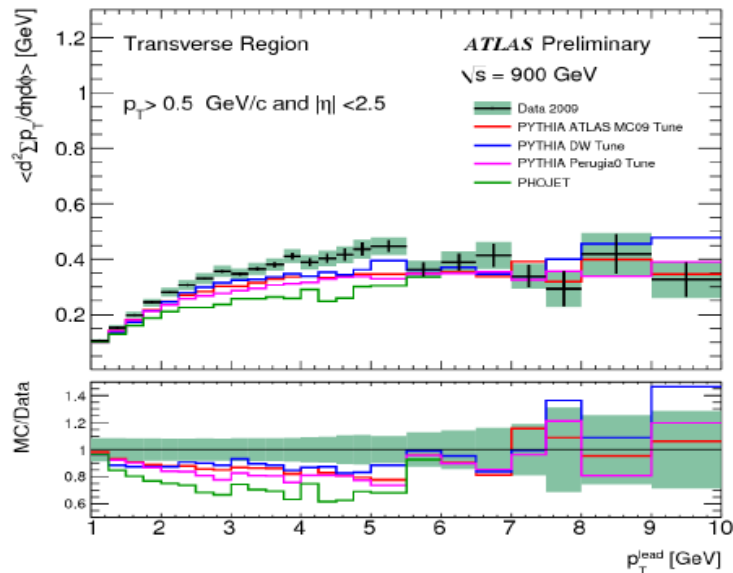 Transverse Region
ATLAS Preliminary
√s = 900 GeV
p_T > 0.5 GeV/c and |η| <2.5
Data 2009
PYTHIA ATLAS MC09 Tune
PYTHIA DW Tune
PYTHIA Perugia0 Tune
PHOJET
<d²Σp_T/dηdϕ> [GeV]
1.2
1
0.8
0.6
0.4
0.2
MC/Data
1.4
1.2
1.0
0.8
0.6
1 2 3 4 5 6 7 8 9 10
p_T^lead [GeV]